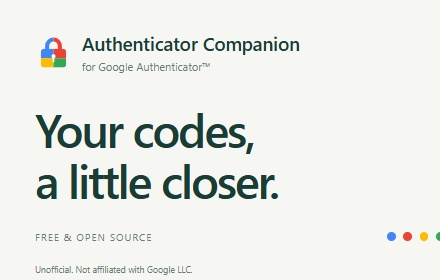 Authenticator Companion
for Google Authenticator™
Your codes,
a little closer.
FREE & OPEN SOURCE
Unofficial. Not affiliated with Google LLC.